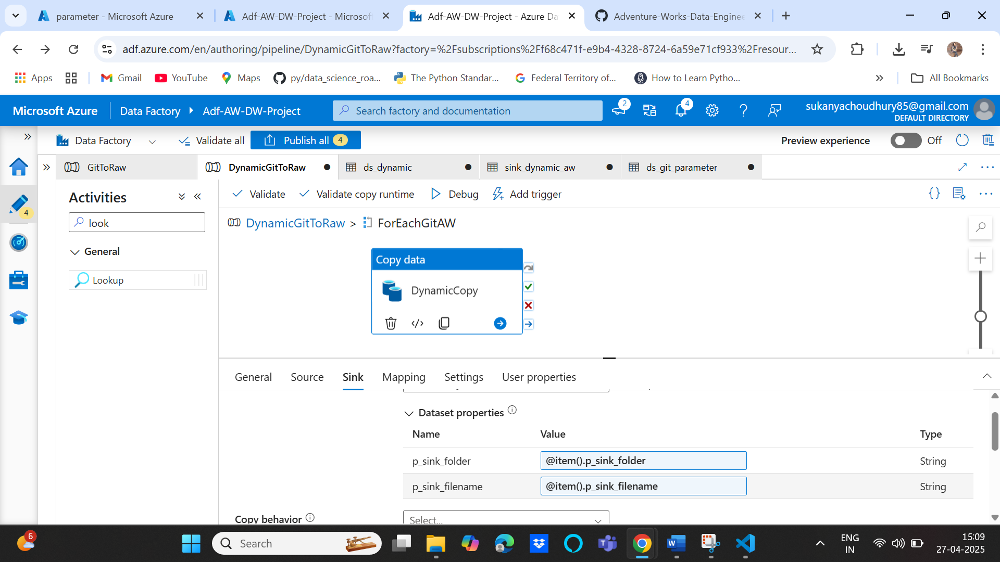 parameter - Microsoft Azure
Adf-AW-DW-Project - Microsoft
Adf-AW-DW-Project - Azure Da
Adventure-Works-Data-Enginee
adf.azure.com/en/authoring/pipeline/DynamicGitToRaw?factory=%2Fsubscriptions%2Ff68c471f-e9b4-4328-8724-6a59e71cf933%2Fresour...
Apps
Gmail
YouTube
Maps
py/data_science_roa...
The Python Standar...
Federal Territory of...
How to Learn Pytho...
All Bookmarks
Microsoft Azure
Data Factory
Adf-AW-DW-Project
Search factory and documentation
2
4
sukanyachoudhury85@gmail.com
DEFAULT DIRECTORY
Data Factory
Validate all
Publish all 4
Preview experience
Off
GitToRaw
DynamicGitToRaw
ds_dynamic
sink_dynamic_aw
ds_git_parameter
4
Activities
look
General
Lookup
Validate
Validate copy runtime
Debug
Add trigger
DynamicGitToRaw > ForEachGitAW
Copy data
DynamicCopy
General
Source
Sink
Mapping
Settings
User properties
Dataset properties
Name Value Type
p_sink_folder @item().p_sink_folder String
p_sink_filename @item().p_sink_filename String
Copy behavior Select...
6
Search
ENG
IN
15:09
27-04-2025